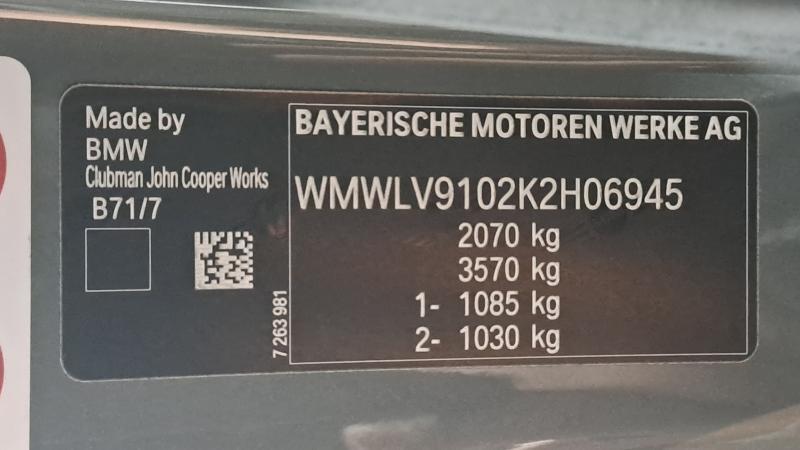 Made by
BMW
Clubman John Cooper Works
B71/7
7 263 981
BAYERISCHE MOTOREN WERKE AG
WMWLV9102K2H06945
2070 kg
3570 kg
1- 1085 kg
2- 1030 kg